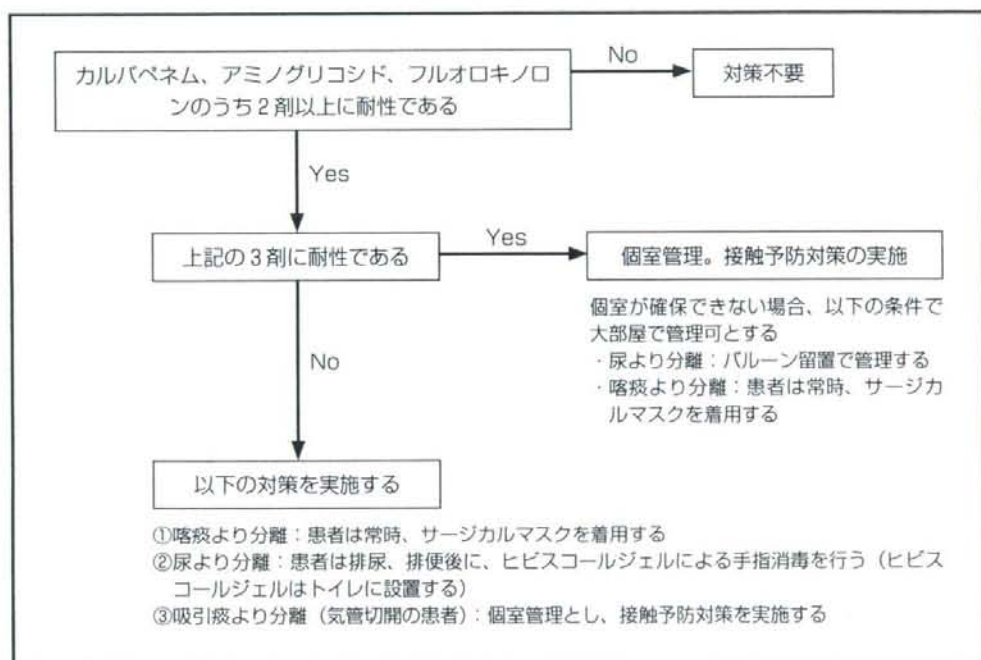 カルバペネム、アミノグリコシド、フルオロキノロ
ンのうち2剤以上に耐性である
No
対策不要
Yes
上記の3剤に耐性である
Yes
個室管理。接触予防対策の実施
個室が確保できない場合、以下の条件で
大部屋で管理可とする
・尿より分離：バルーン留置で管理する
・喀痰より分離：患者は常時、サージカ
ルマスクを着用する
No
以下の対策を実施する
①喀痰より分離：患者は常時、サージカルマスクを着用する
②尿より分離：患者は排尿、排便後に、ヒビスコールジェルによる手指消毒を行う（ヒビス
コールジェルはトイレに設置する）
③吸引痰より分離（気管切開の患者）：個室管理とし、接触予防対策を実施する